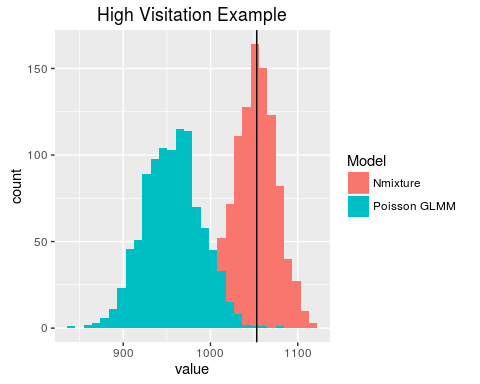 High Visitation Example
count
150
100
50
0
900
1000
1100
value
Model
Nmixture
Poisson GLMM